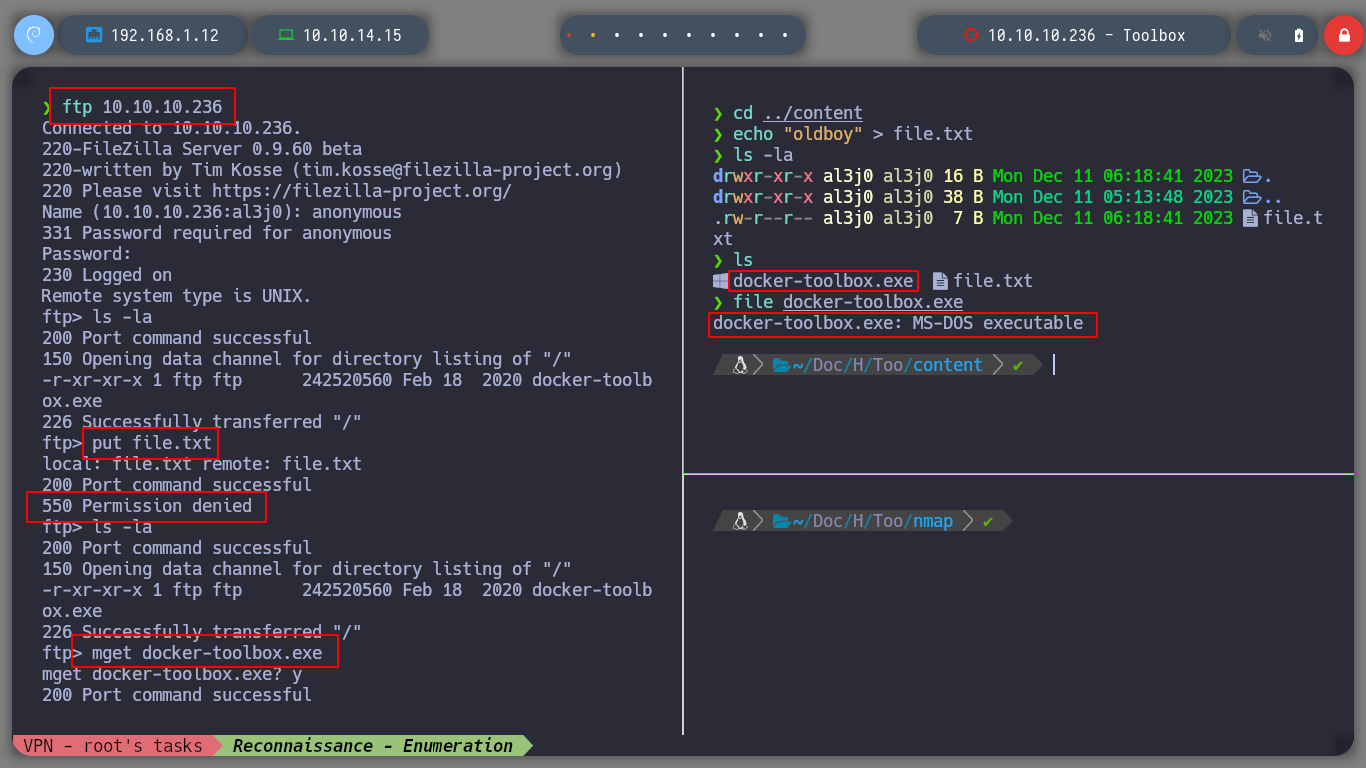 192.168.1.12
10.10.14.15
10.10.10.236 - Toolbox
❯ ftp 10.10.10.236
Connected to 10.10.10.236.
220-FileZilla Server 0.9.60 beta
220-written by Tim Kosse (tim.kosse@filezilla-project.org)
220 Please visit https://filezilla-project.org/
Name (10.10.10.236:al3j0): anonymous
331 Password required for anonymous
Password:
230 Logged on
Remote system type is UNIX.
ftp> ls -la
200 Port command successful
150 Opening data channel for directory listing of "/"
-r-xr-xr-x 1 ftp ftp      242520560 Feb 18  2020 docker-toolb
ox.exe
226 Successfully transferred "/"
ftp> put file.txt
local: file.txt remote: file.txt
200 Port command successful
550 Permission denied
ftp> ls -la
200 Port command successful
150 Opening data channel for directory listing of "/"
-r-xr-xr-x 1 ftp ftp      242520560 Feb 18  2020 docker-toolb
ox.exe
226 Successfully transferred "/"
ftp> mget docker-toolbox.exe
mget docker-toolbox.exe? y
200 Port command successful
❯ cd ../content
❯ echo "oldboy" > file.txt
❯ ls -la
drwxr-xr-x al3j0 al3j0 16 B Mon Dec 11 06:18:41 2023 .
drwxr-xr-x al3j0 al3j0 38 B Mon Dec 11 05:13:48 2023 ..
.rw-r--r-- al3j0 al3j0  7 B Mon Dec 11 06:18:41 2023 file.t
xt
❯ ls
docker-toolbox.exe file.txt
❯ file docker-toolbox.exe
docker-toolbox.exe: MS-DOS executable
~/Doc/H/Too/content ✔
~/Doc/H/Too/nmap ✔
VPN - root's tasks Reconnaissance - Enumeration